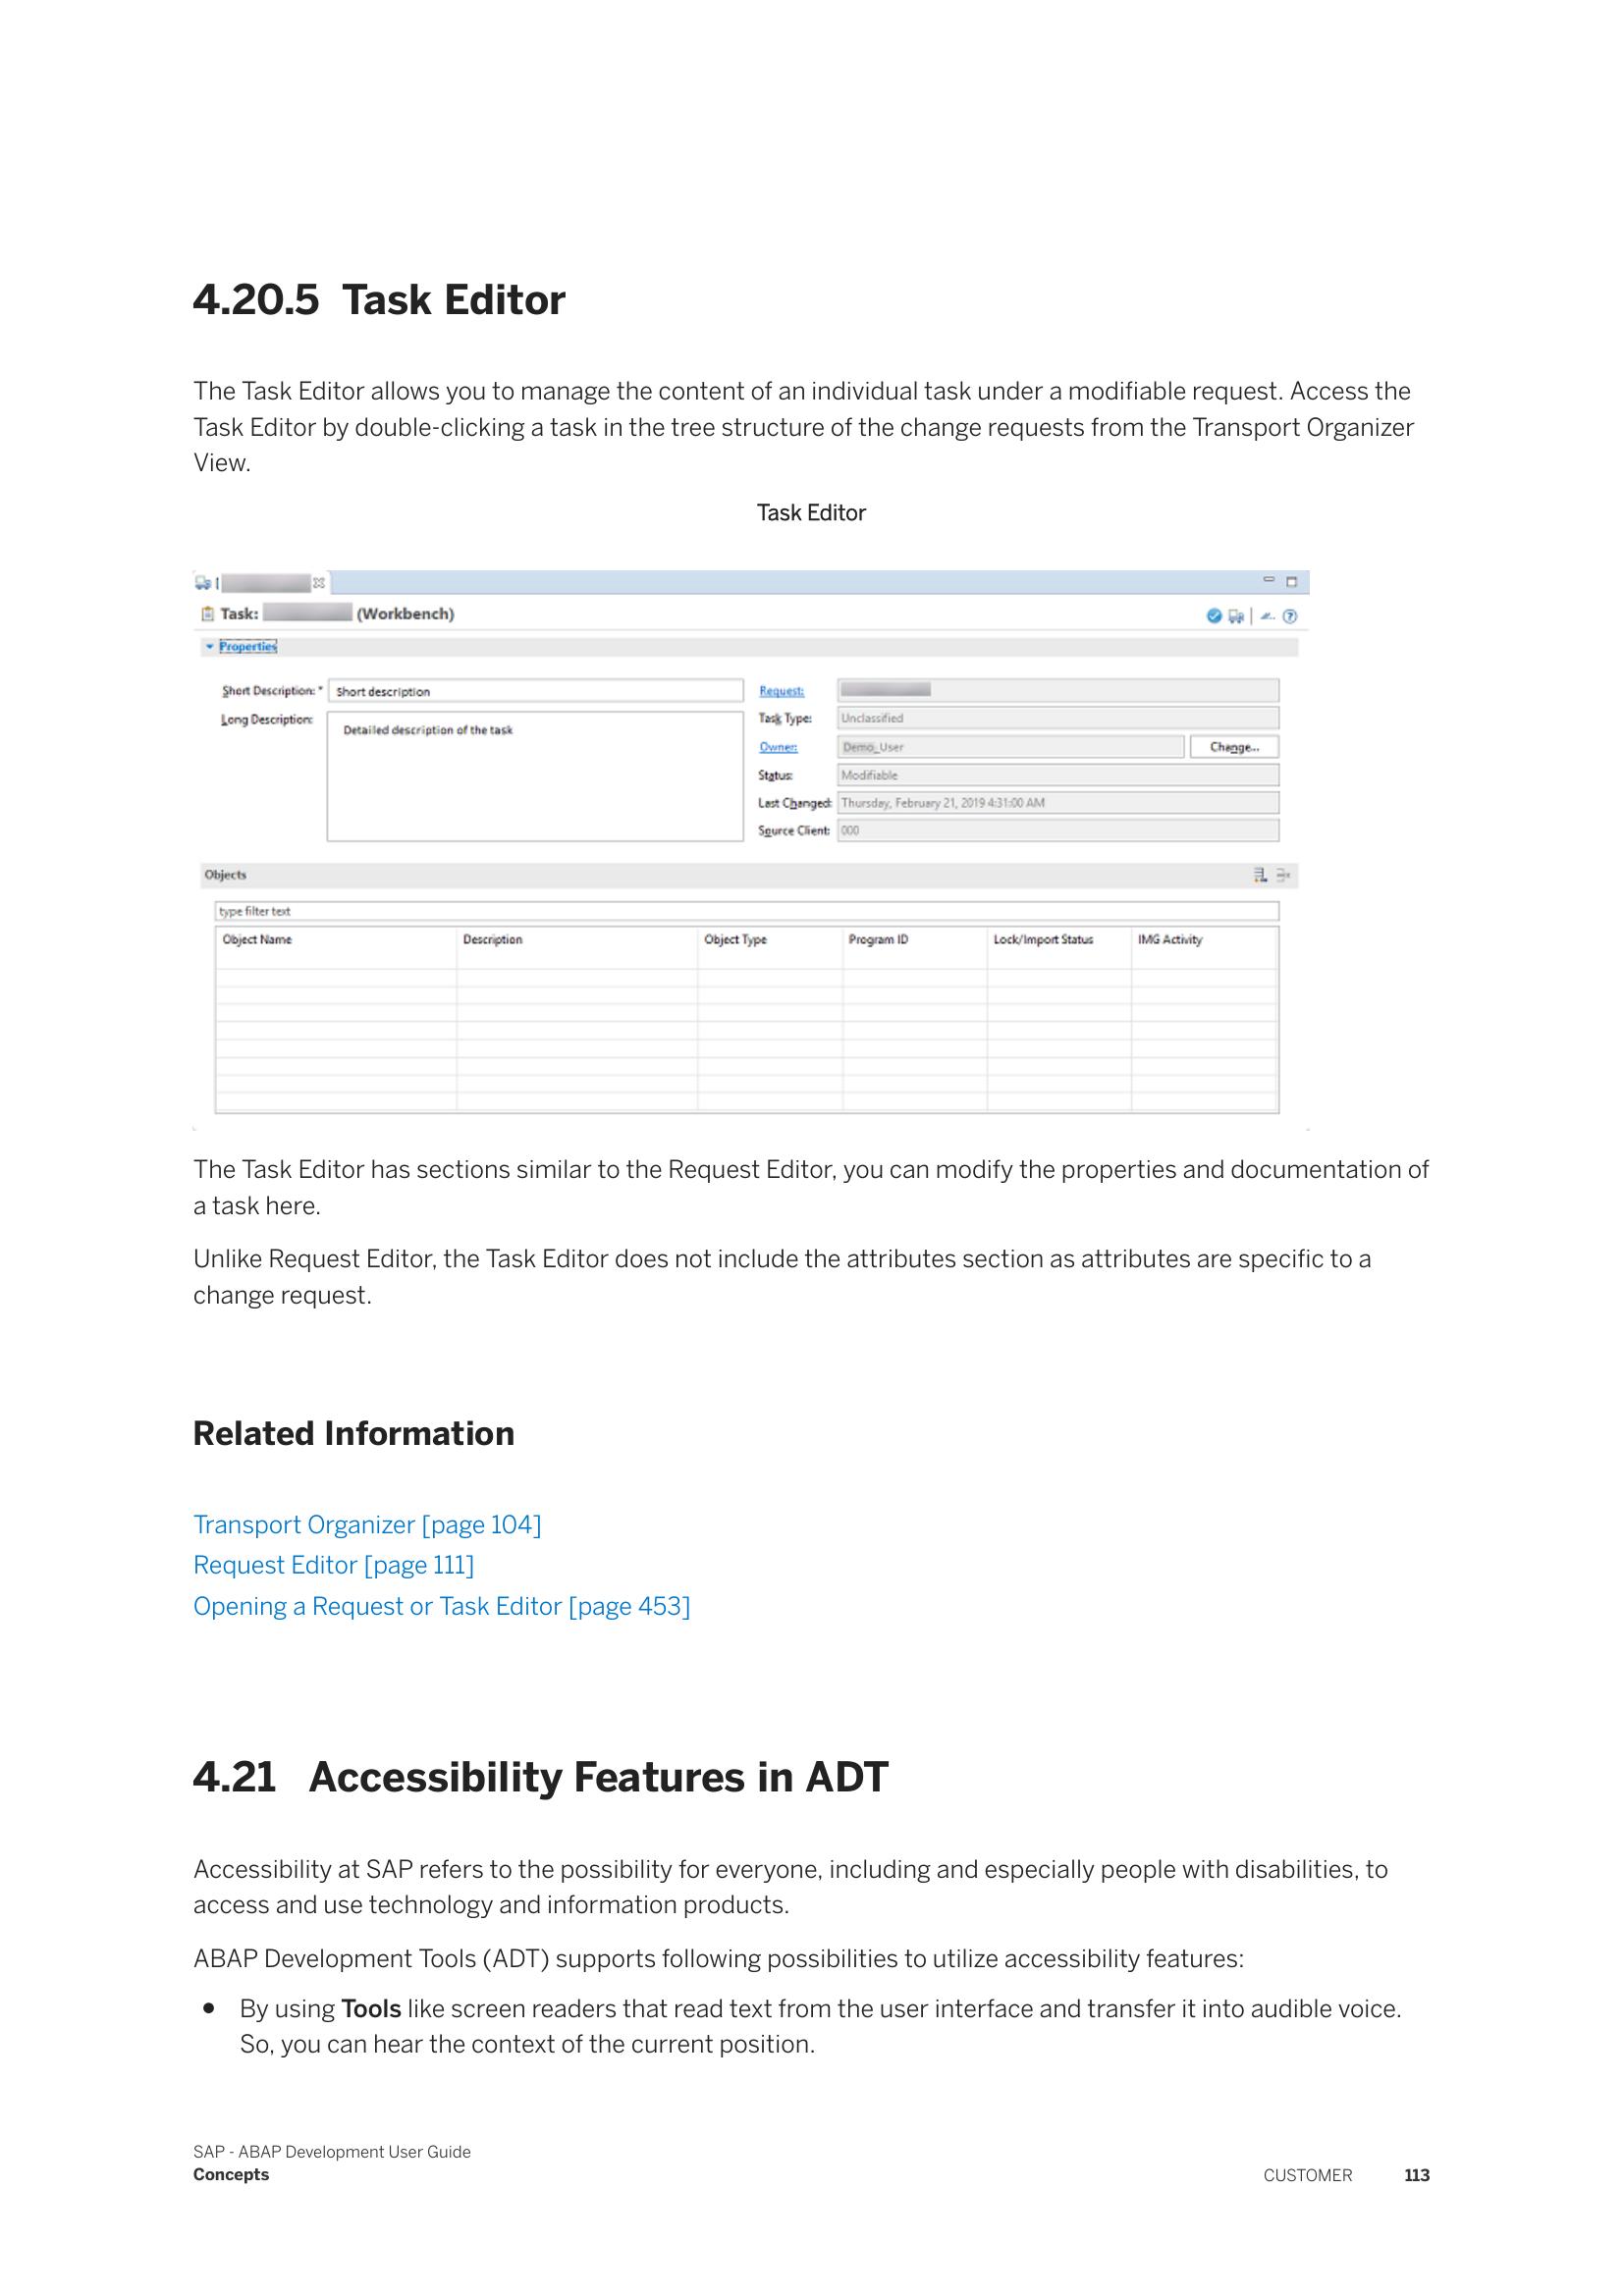 4.20.5 Task Editor
The Task Editor allows you to manage the content of an individual task under a modifiable request. Access the
Task Editor by double-clicking a task in the tree structure of the change requests from the Transport Organizer
View.
Task Editor
Task: (Workbench)
Properties
Short Description: * Short description
Long Description: Detailed description of the task
Request:
Task Type: Unclassified
Owner: Demo_User Change...
Status: Modifiable
Last Changed: Thursday, February 21, 2019 4:31:00 AM
Source Client: 000
Objects
type filter text
Object Name Description Object Type Program ID Lock/Import Status IMG Activity
The Task Editor has sections similar to the Request Editor, you can modify the properties and documentation of
a task here.
Unlike Request Editor, the Task Editor does not include the attributes section as attributes are specific to a
change request.
Related Information
Transport Organizer [page 104]
Request Editor [page 111]
Opening a Request or Task Editor [page 453]
4.21 Accessibility Features in ADT
Accessibility at SAP refers to the possibility for everyone, including and especially people with disabilities, to
access and use technology and information products.
ABAP Development Tools (ADT) supports following possibilities to utilize accessibility features:
● By using Tools like screen readers that read text from the user interface and transfer it into audible voice.
So, you can hear the context of the current position.
SAP - ABAP Development User Guide
Concepts
CUSTOMER 113